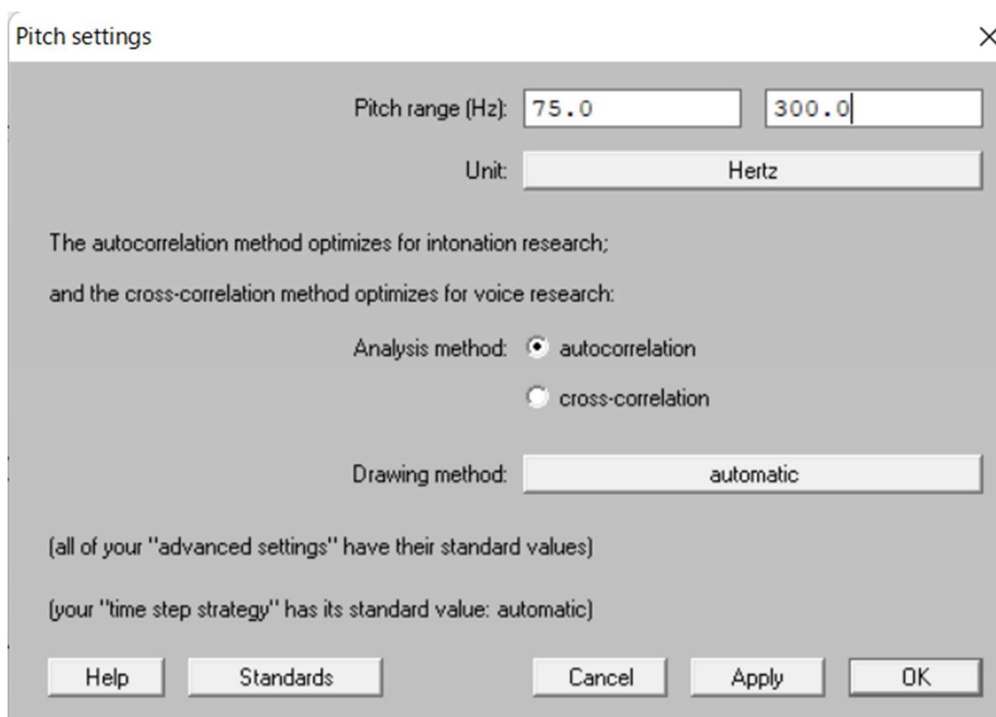 Pitch settings
Pitch range (Hz): 75.0 300.0
Unit: Hertz
The autocorrelation method optimizes for intonation research;
and the cross-correlation method optimizes for voice research:
Analysis method: autocorrelation
cross-correlation
Drawing method: automatic
(all of your "advanced settings" have their standard values)
(your "time step strategy" has its standard value: automatic)
Help Standards Cancel Apply OK